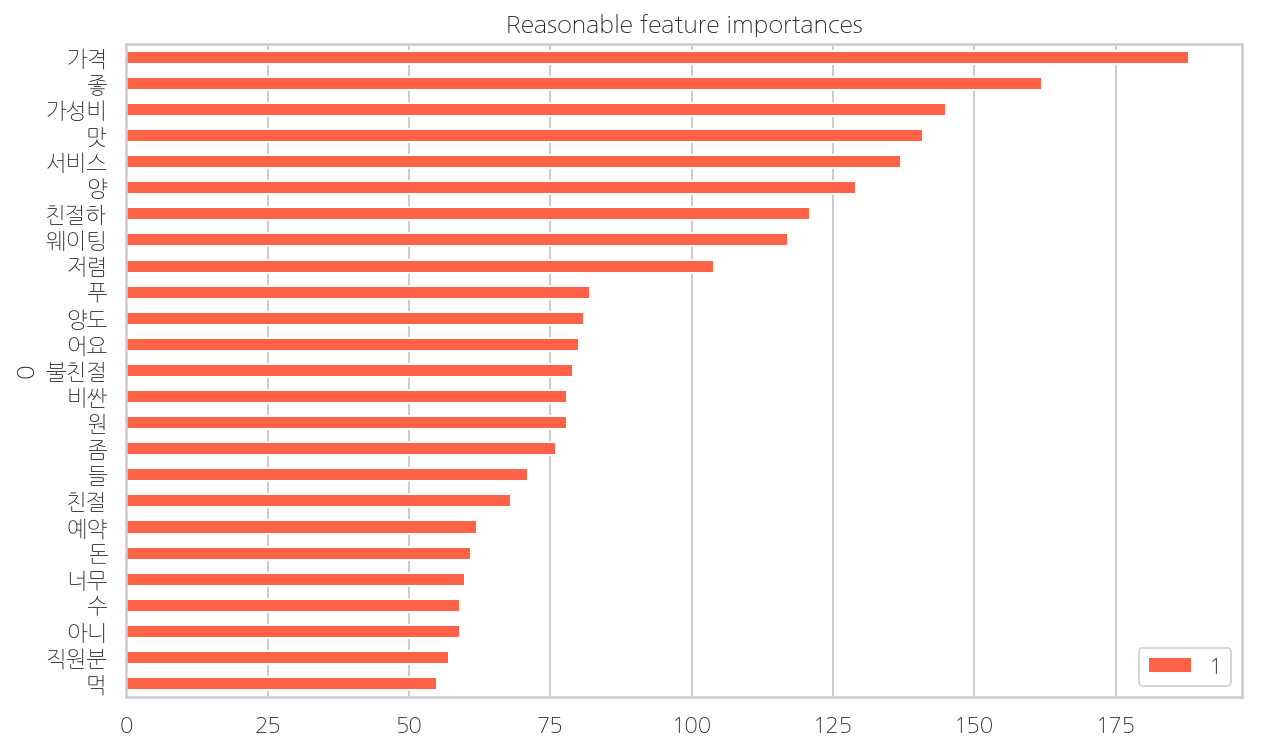 Reasonable feature importances
가격
좋
가성비
맛
서비스
양
친절하
웨이팅
저렴
푸
양도
어요
불친절
비싼
원
좀
들
친절
예약
돈
너무
수
아니
직원분
먹
0
0 25 50 75 100 125 150 175
1